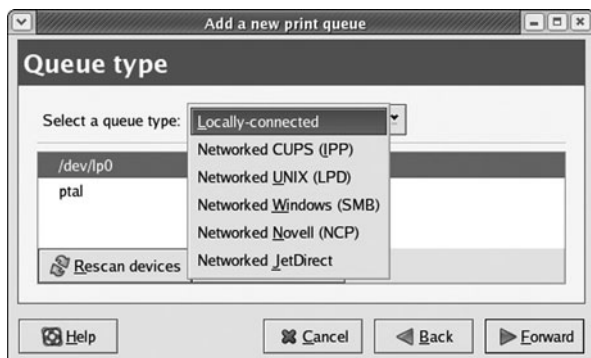 Add a new print queue
Queue type
Select a queue type:
Locally-connected
Networked CUPS (IPP)
Networked UNIX (LPD)
Networked Windows (SMB)
Networked Novell (NCP)
Networked JetDirect
/dev/lp0
ptal
Rescan devices
Help
Cancel
Back
Forward